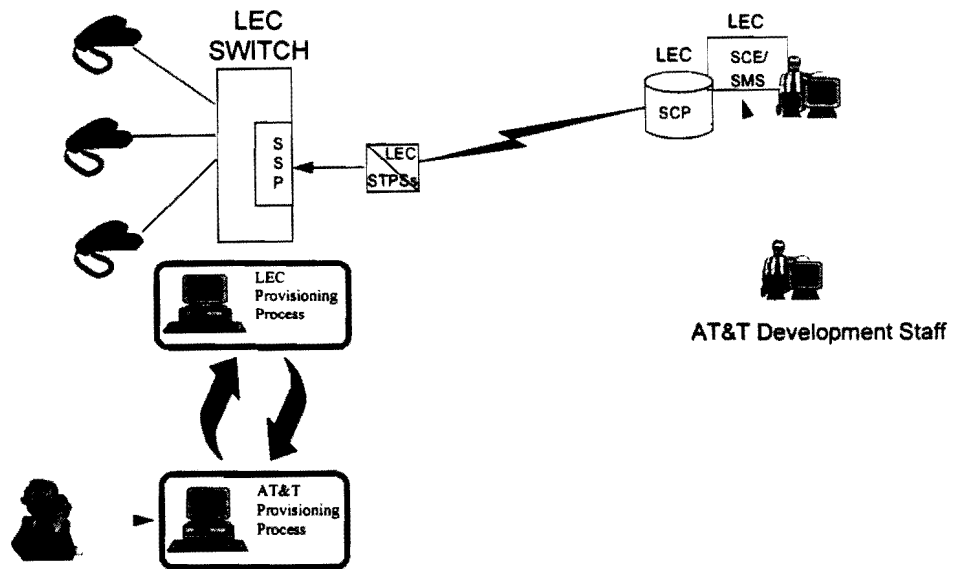 LEC
SWITCH
S
S
P
LEC
STPSs
LEC
SCP
LEC
SCE/
SMS
AT&T Development Staff
LEC
Provisioning
Process
AT&T
Provisioning
Process